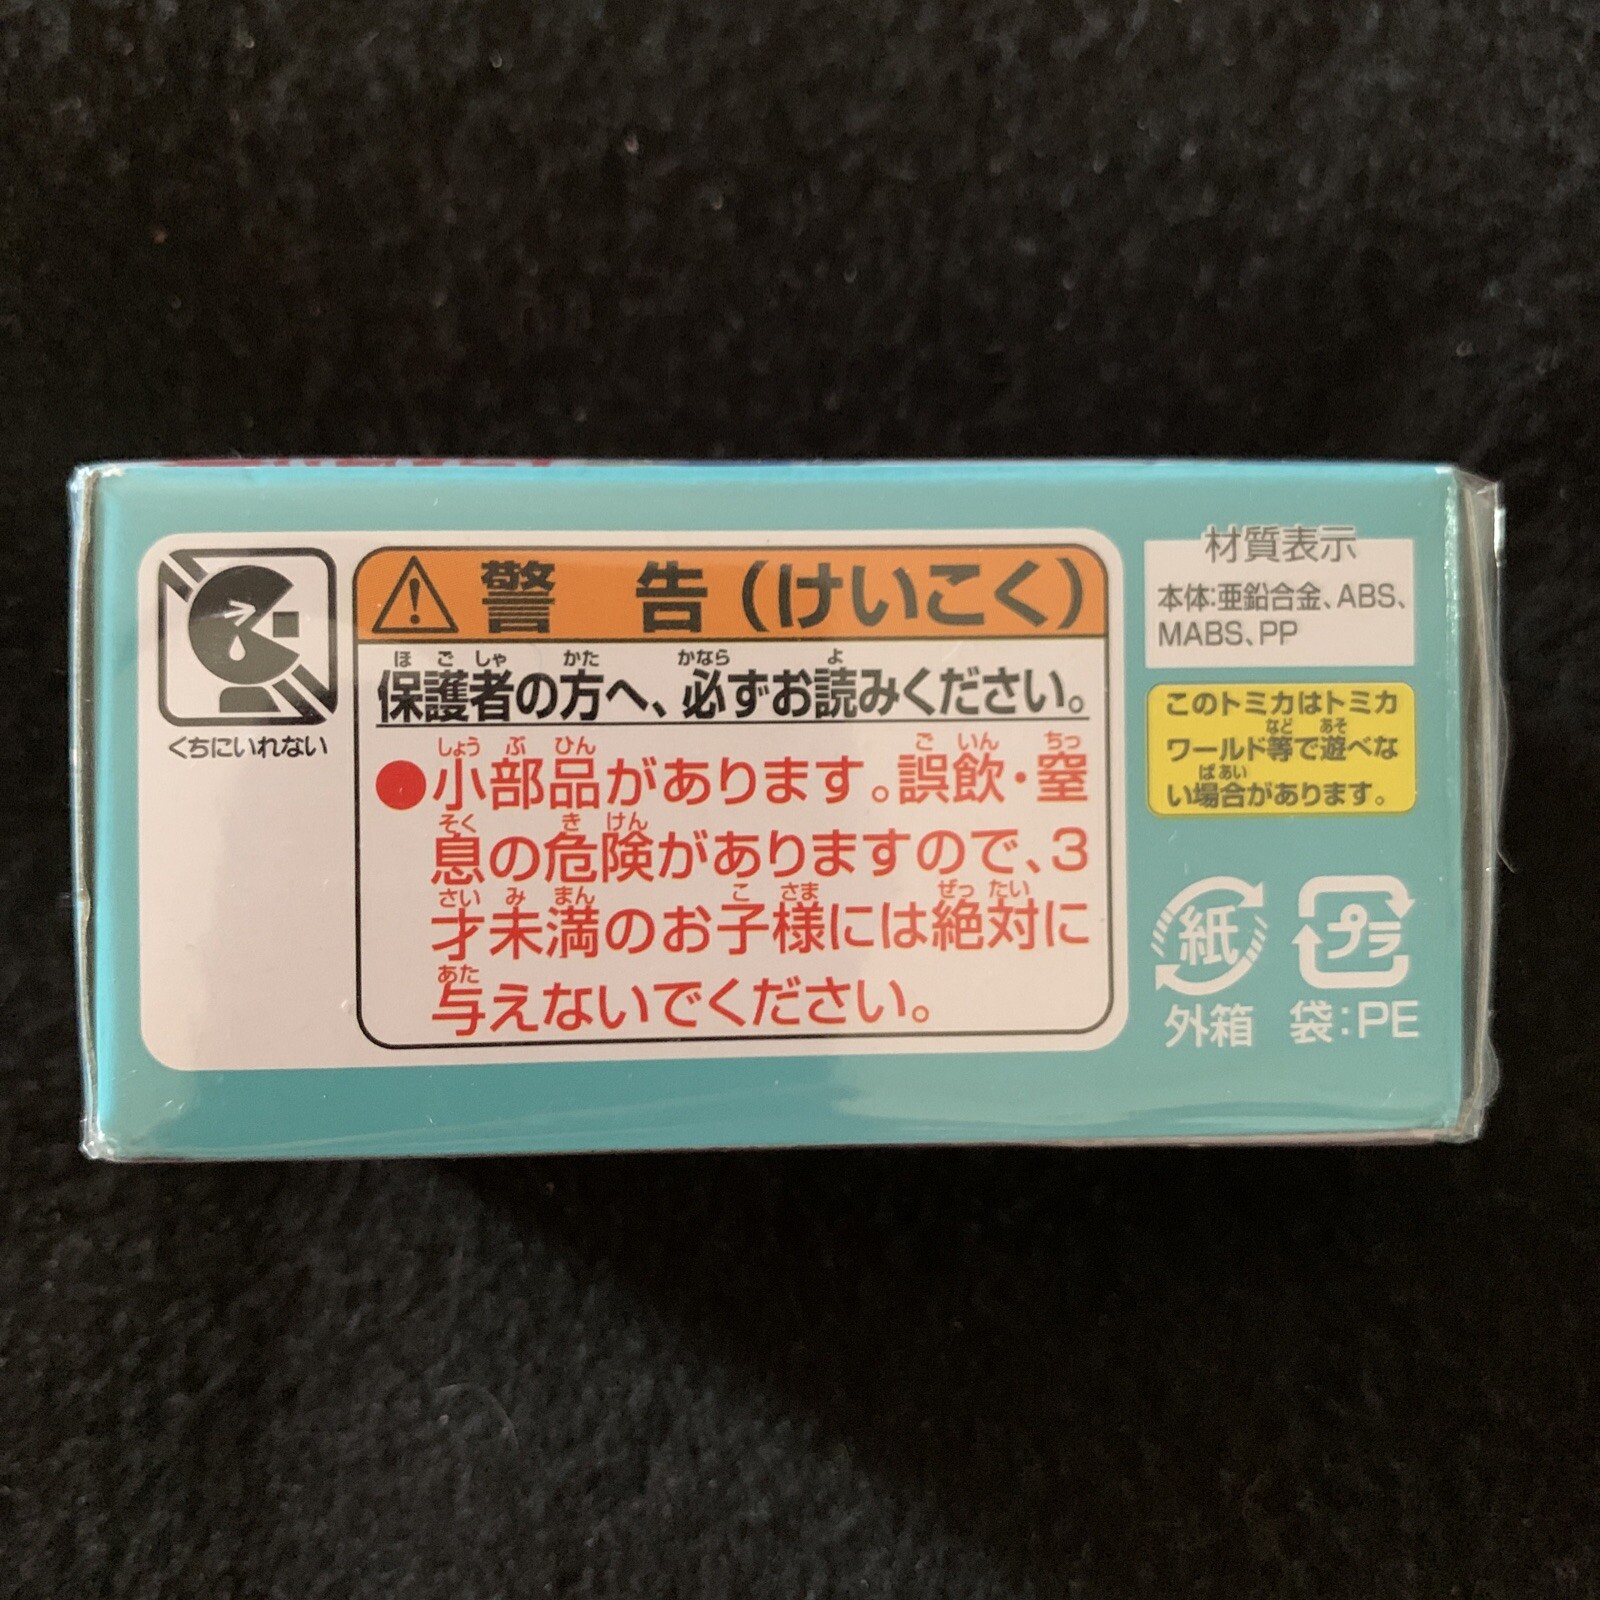 くちにいれない
警告(けいこく)
ほごしゃ かた かなら よ
保護者の方へ、必ずお読みください。
しょうぶひん ごいん ちっ
●小部品があります。誤飲・窒
そく きけん
息の危険がありますので、3
さいみまん こさま ぜったい
才未満のお子様には絶対に
あた
与えないでください。
材質表示
本体:亜鉛合金、ABS、
MABS、PP
このトミカはトミカ
など あそ
ワールド等で遊べな
ばあい
い場合があります。
紙 プラ
外箱 袋:PE